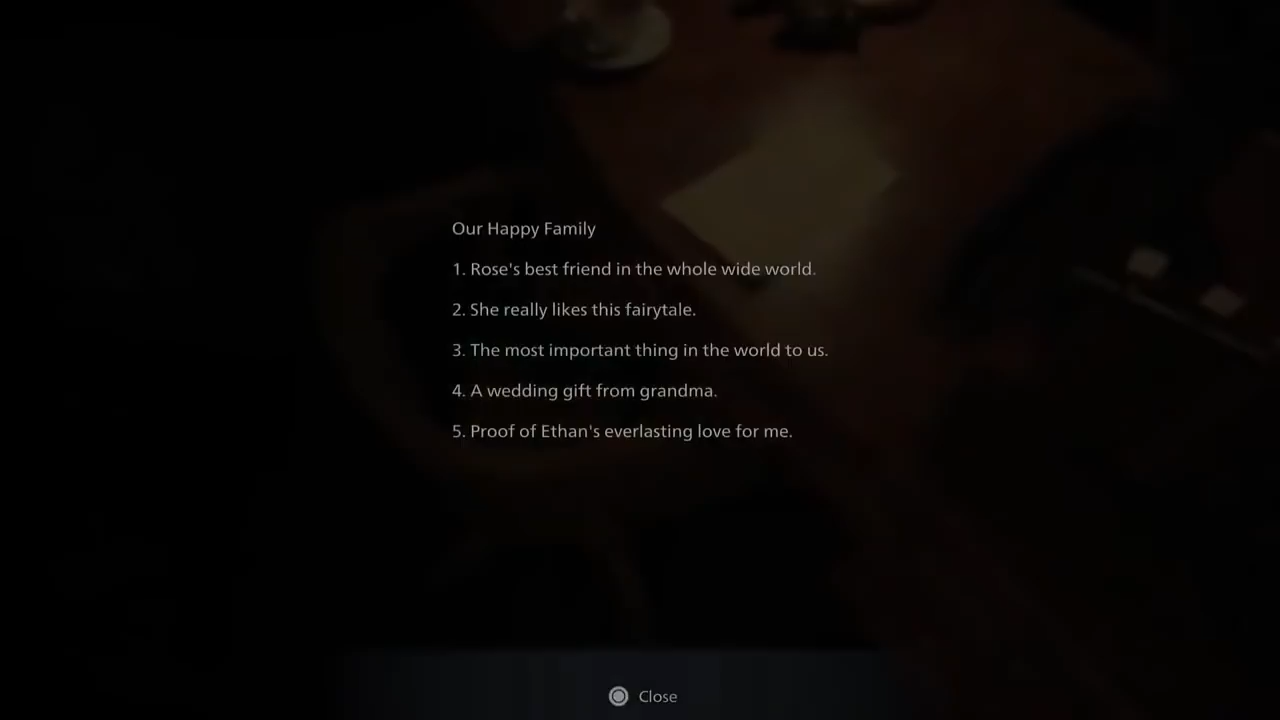 Our Happy Family
1. Rose's best friend in the whole wide world.
2. She really likes this fairytale.
3. The most important thing in the world to us.
4. A wedding gift from grandma.
5. Proof of Ethan's everlasting love for me.
Close